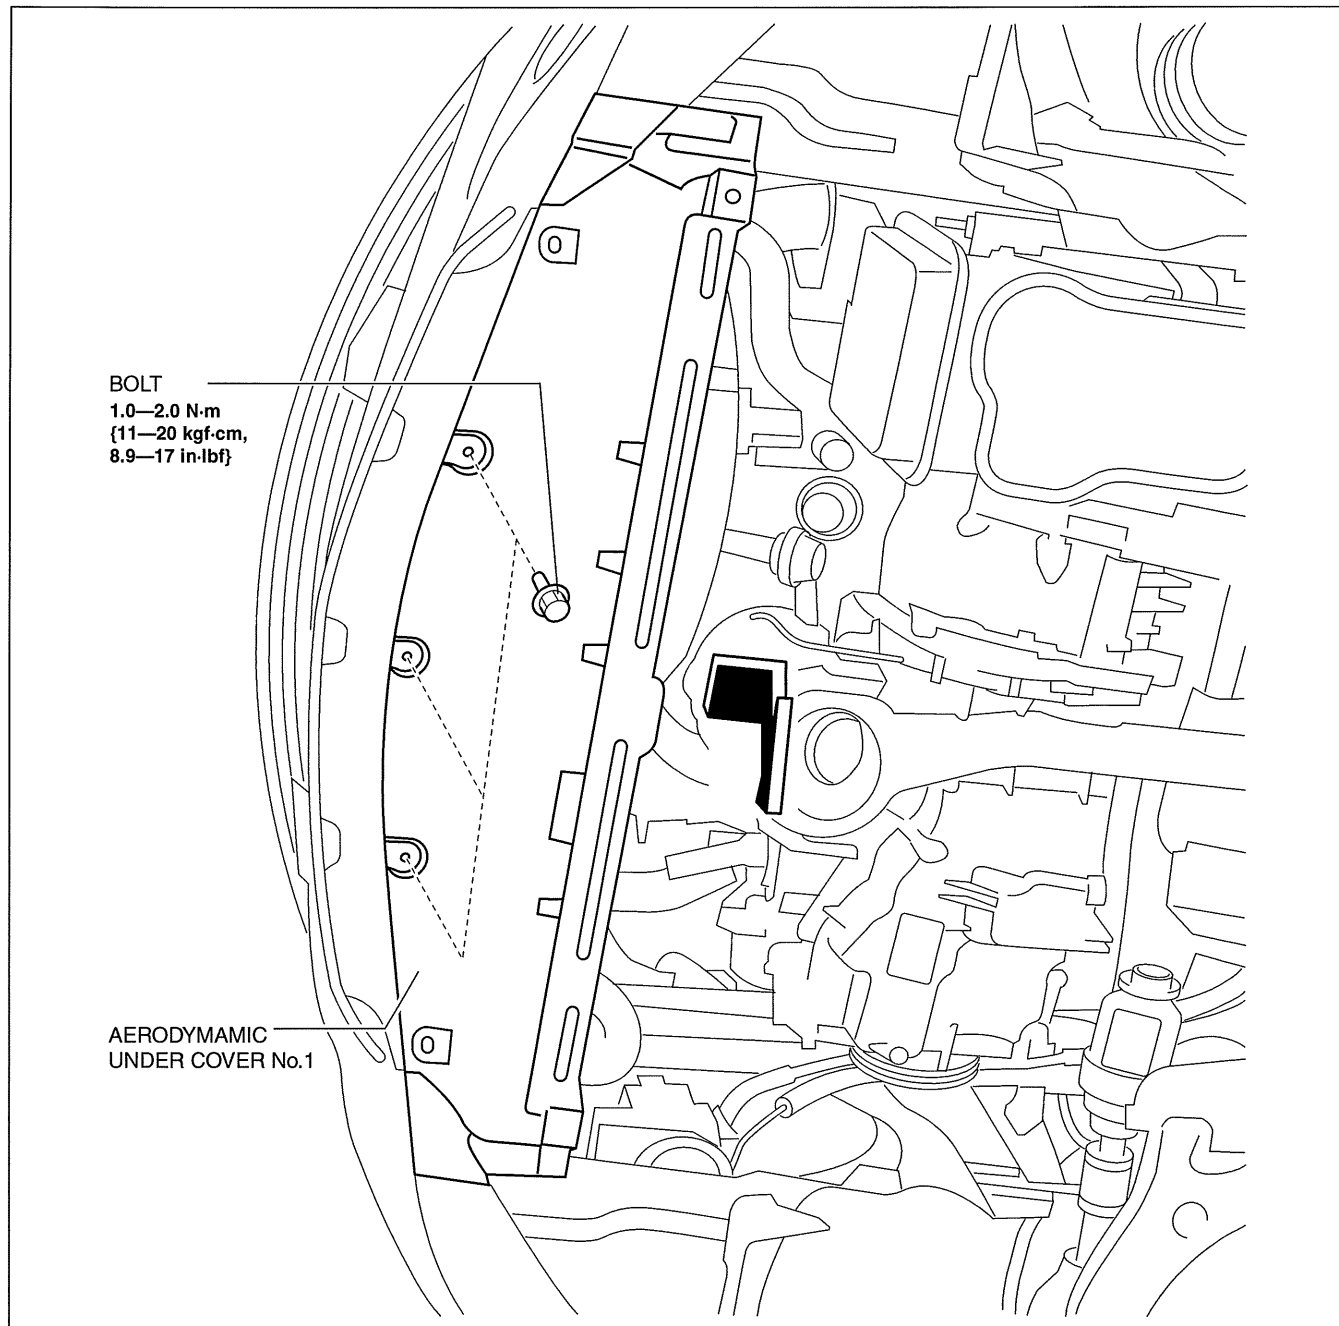 BOLT
1.0—2.0 N·m
{11—20 kgf·cm,
8.9—17 in·lbf}
AERODYMAMIC
UNDER COVER No.1